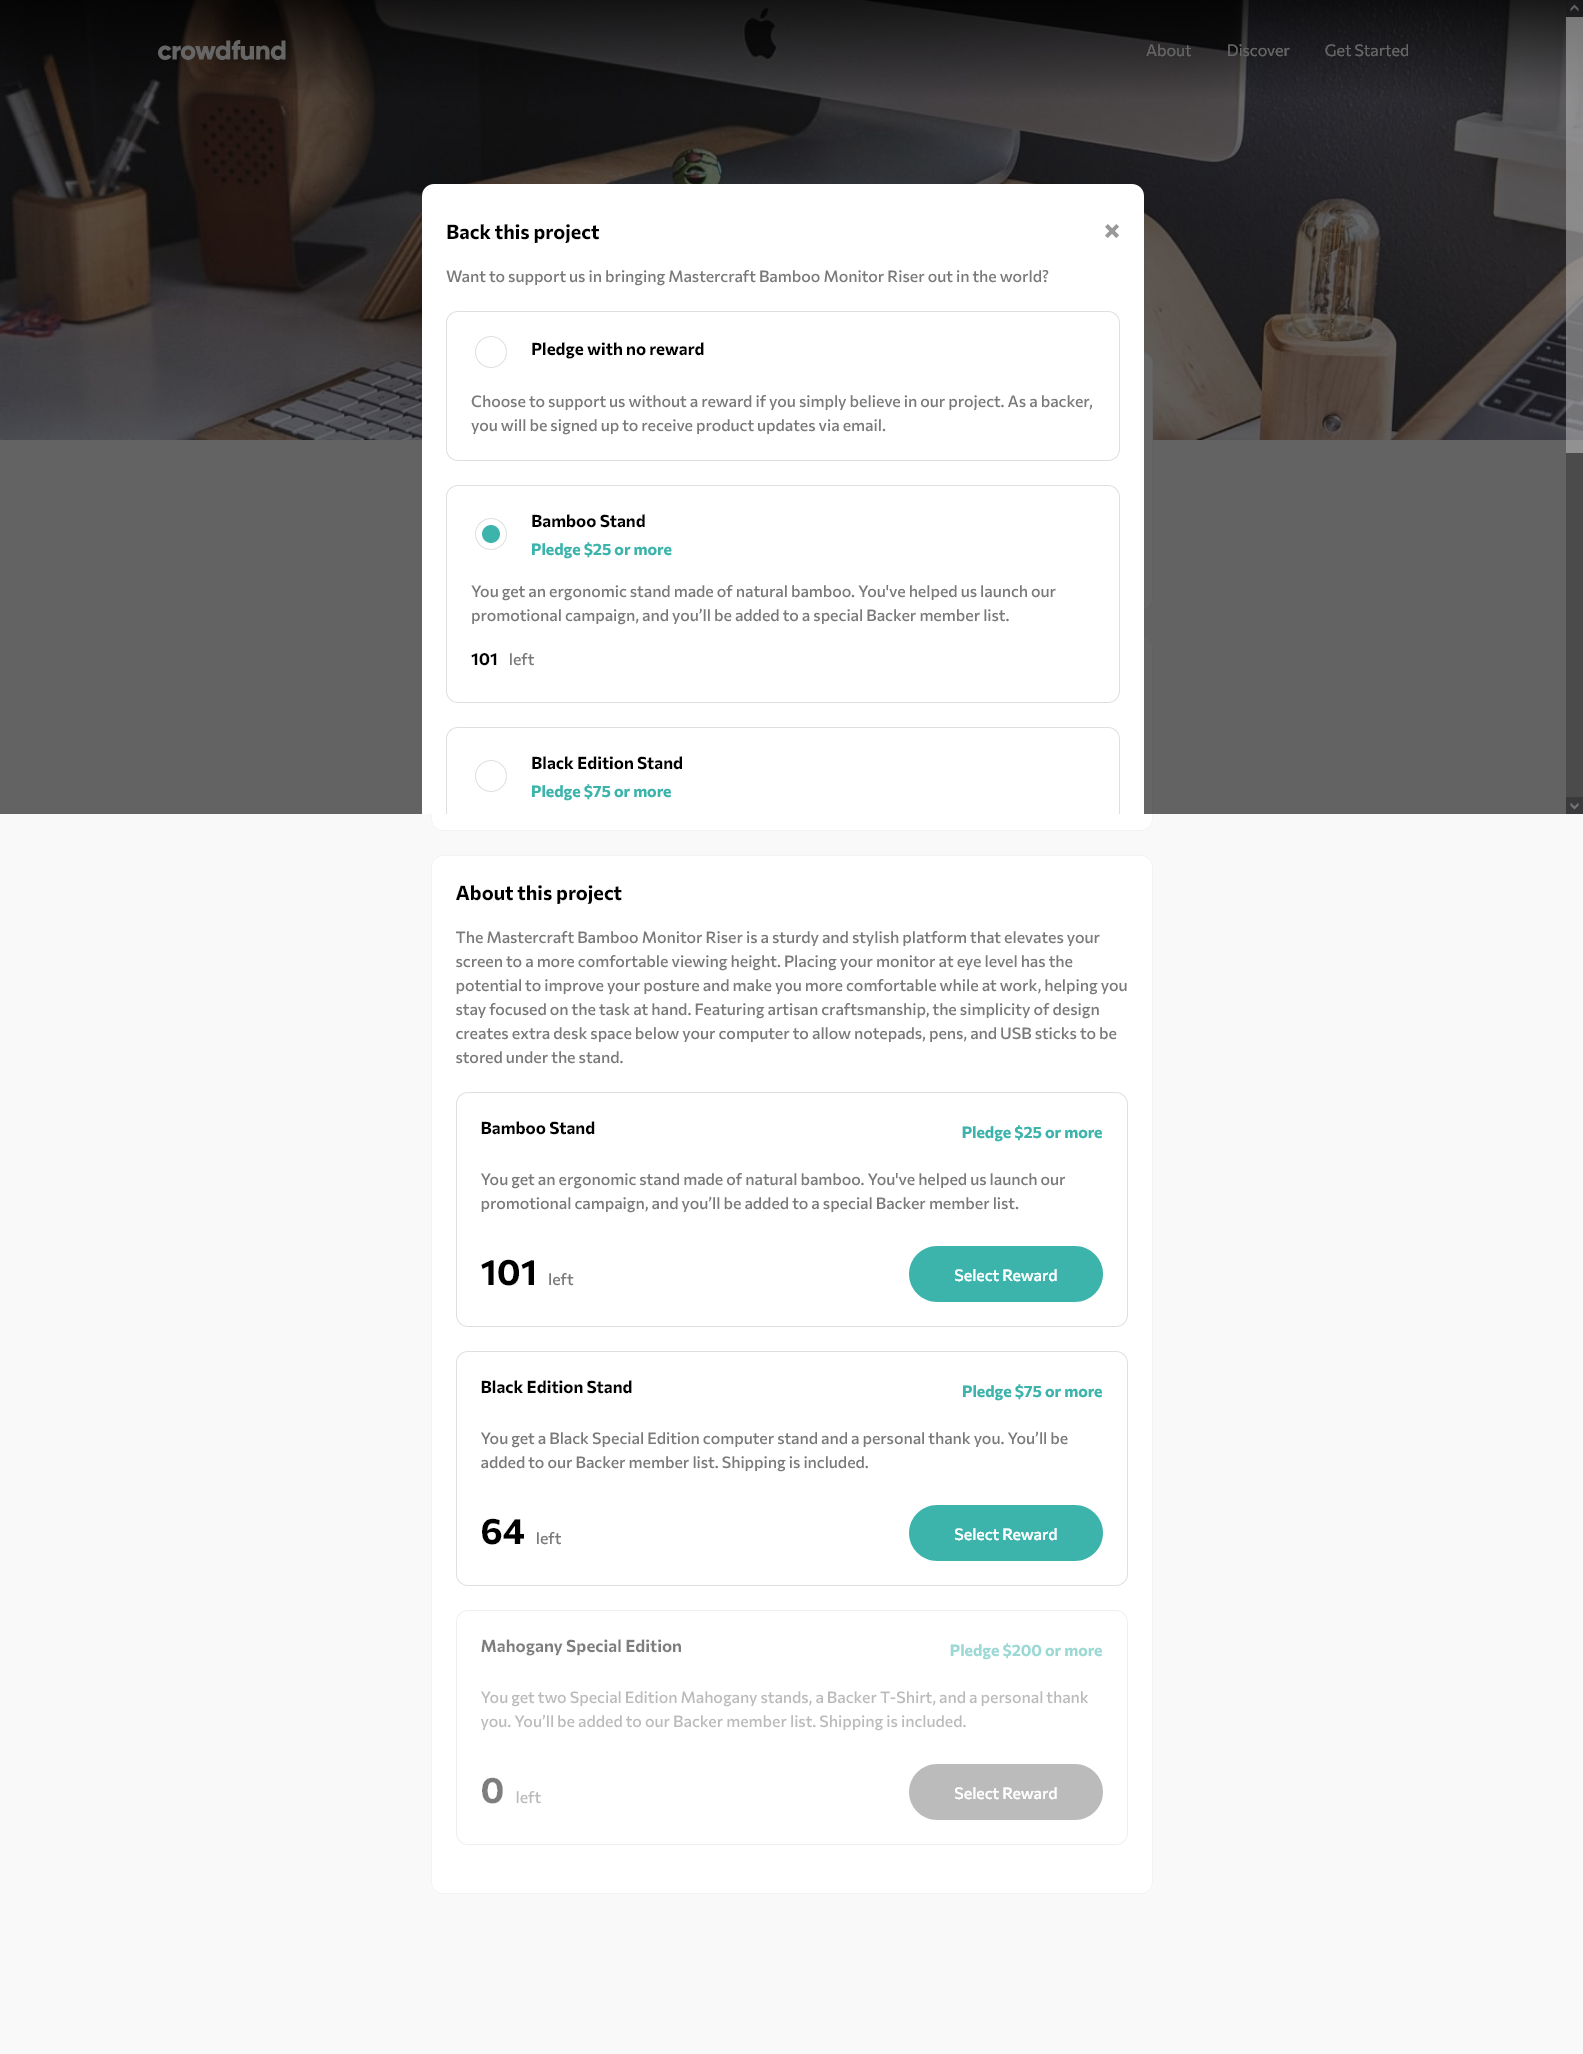 crowdfund
About
Discover
Get Started
Back this project
Want to support us in bringing Mastercraft Bamboo Monitor Riser out in the world?
Pledge with no reward
Choose to support us without a reward if you simply believe in our project. As a backer,
you will be signed up to receive product updates via email.
Bamboo Stand
Pledge $25 or more
You get an ergonomic stand made of natural bamboo. You've helped us launch our
promotional campaign, and you’ll be added to a special Backer member list.
101 left
Black Edition Stand
Pledge $75 or more
About this project
The Mastercraft Bamboo Monitor Riser is a sturdy and stylish platform that elevates your
screen to a more comfortable viewing height. Placing your monitor at eye level has the
potential to improve your posture and make you more comfortable while at work, helping you
stay focused on the task at hand. Featuring artisan craftsmanship, the simplicity of design
creates extra desk space below your computer to allow notepads, pens, and USB sticks to be
stored under the stand.
Bamboo Stand
Pledge $25 or more
You get an ergonomic stand made of natural bamboo. You've helped us launch our
promotional campaign, and you’ll be added to a special Backer member list.
101 left
Select Reward
Black Edition Stand
Pledge $75 or more
You get a Black Special Edition computer stand and a personal thank you. You’ll be
added to our Backer member list. Shipping is included.
64 left
Select Reward
Mahogany Special Edition
Pledge $200 or more
You get two Special Edition Mahogany stands, a Backer T-Shirt, and a personal thank
you. You’ll be added to our Backer member list. Shipping is included.
0 left
Select Reward